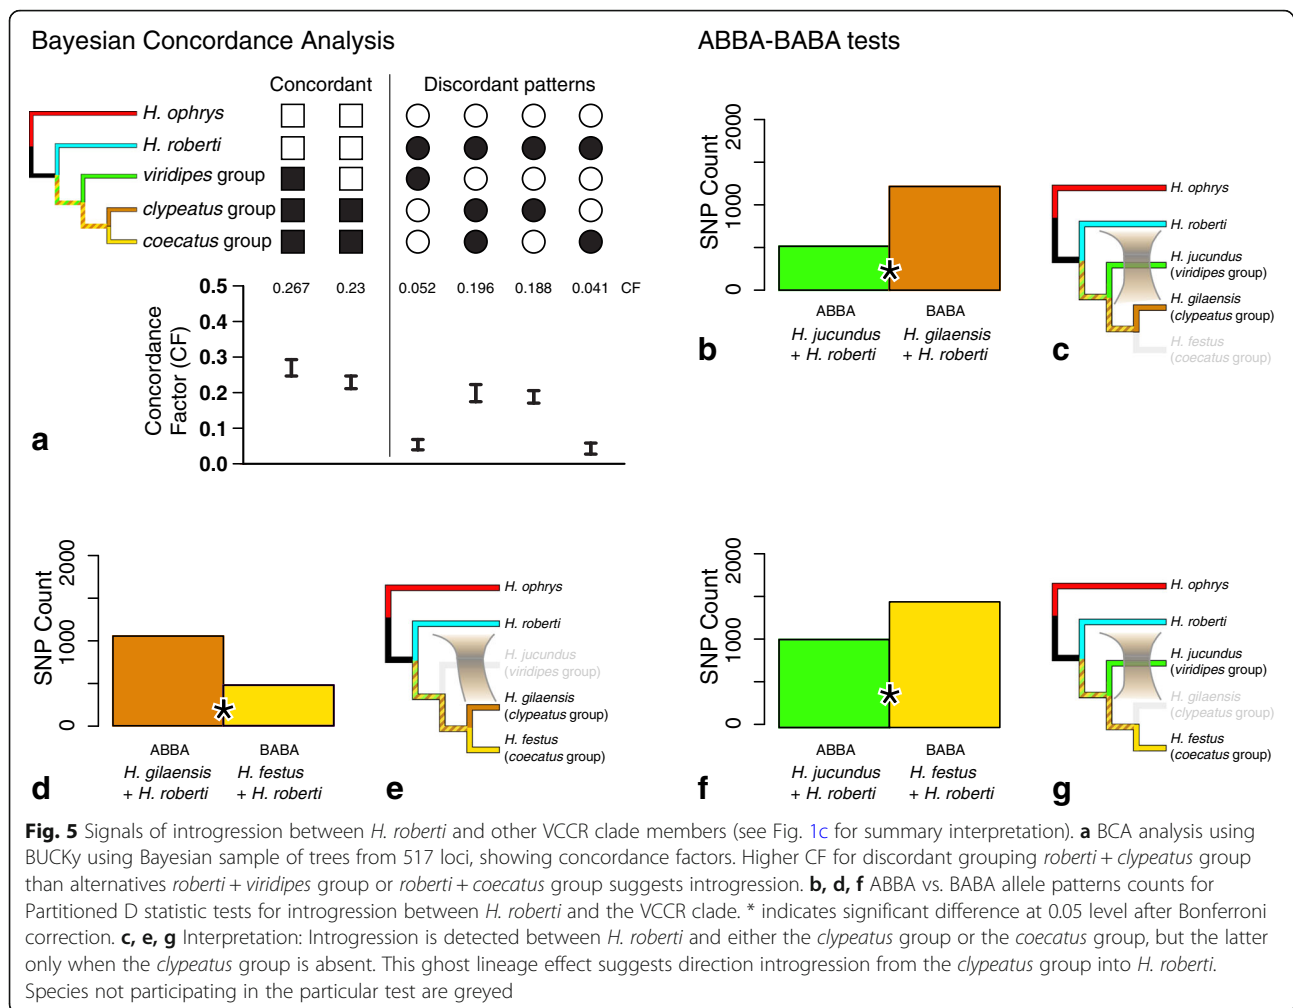 Bayesian Concordance Analysis
Concordant
Discordant patterns
H. ophrys
H. roberti
viridipes group
clypeatus group
coecatus group
0.267 0.23 0.052 0.196 0.188 0.041 CF
Concordance
Factor (CF)
0.5
0.4
0.3
0.2
0.1
0.0
a
ABBA-BABA tests
SNP Count
0 1000 2000
*
ABBA BABA
H. jucundus H. gilaensis
+ H. roberti + H. roberti
b
H. ophrys
H. roberti
H. jucundus
(viridipes group)
H. gilaensis
(clypeatus group)
H. festus
(coecatus group)
c
SNP Count
0 1000 2000
*
ABBA BABA
H. gilaensis H. festus
+ H. roberti + H. roberti
d
H. ophrys
H. roberti
H. jucundus
(viridipes group)
H. gilaensis
(clypeatus group)
H. festus
(coecatus group)
e
SNP Count
0 1000 2000
*
ABBA BABA
H. jucundus H. festus
+ H. roberti + H. roberti
f
H. ophrys
H. roberti
H. jucundus
(viridipes group)
H. gilaensis
(clypeatus group)
H. festus
(coecatus group)
g
Fig. 5 Signals of introgression between H. roberti and other VCCR clade members (see Fig. 1c for summary interpretation). a BCA analysis using
BUCKy using Bayesian sample of trees from 517 loci, showing concordance factors. Higher CF for discordant grouping roberti + clypeatus group
than alternatives roberti + viridipes group or roberti + coecatus group suggests introgression. b, d, f ABBA vs. BABA allele patterns counts for
Partitioned D statistic tests for introgression between H. roberti and the VCCR clade. * indicates significant difference at 0.05 level after Bonferroni
correction. c, e, g Interpretation: Introgression is detected between H. roberti and either the clypeatus group or the coecatus group, but the latter
only when the clypeatus group is absent. This ghost lineage effect suggests direction introgression from the clypeatus group into H. roberti.
Species not participating in the particular test are greyed